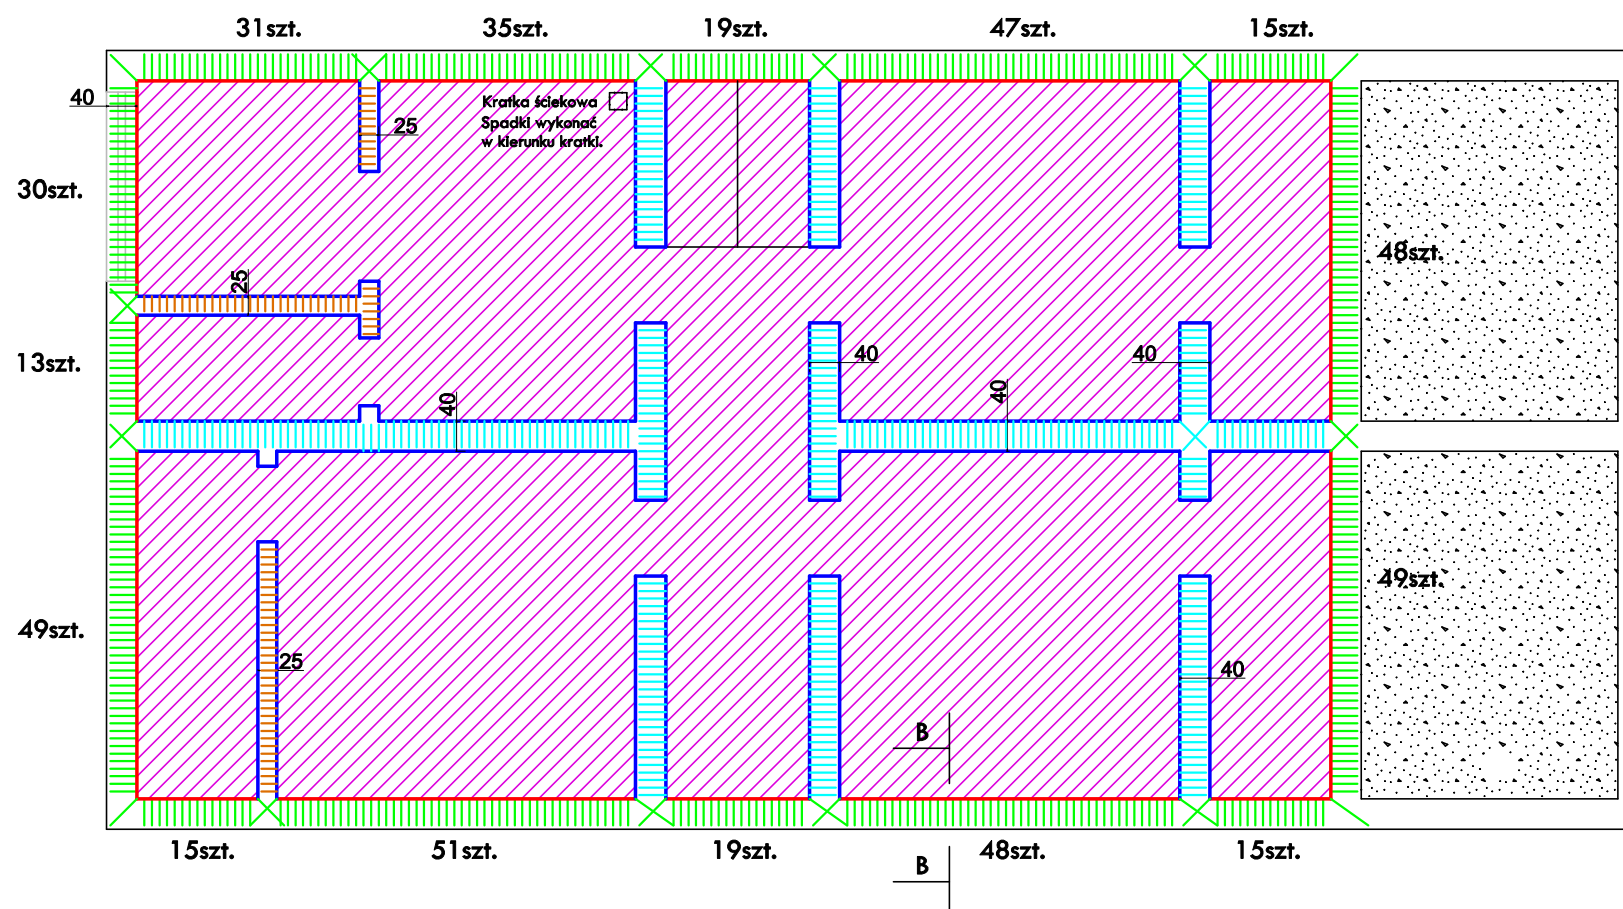 31szt. 35szt. 19szt. 47szt. 15szt.
40
Kratka ściekowa
Spadki wykonać
w kierunku kratki.
25
30szt.
48szt.
25
13szt.
40
40
40
40
49szt.
49szt.
25
40
B
15szt. 51szt. 19szt. 48szt. 15szt.
B